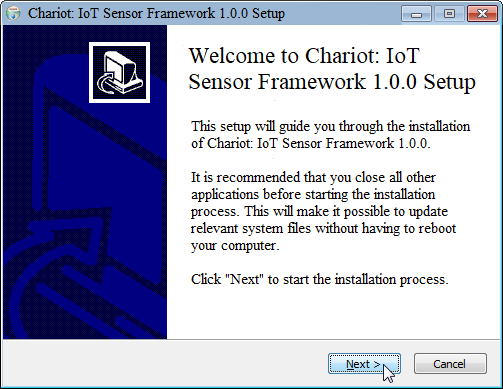 Chariot: IoT Sensor Framework 1.0.0 Setup
Welcome to Chariot: IoT
Sensor Framework 1.0.0 Setup
This setup will guide you through the installation
of Chariot: IoT Sensor Framework 1.0.0.
It is recommended that you close all other
applications before starting the installation
process. This will make it possible to update
relevant system files without having to reboot
your computer.
Click "Next" to start the installation process.
Next >
Cancel